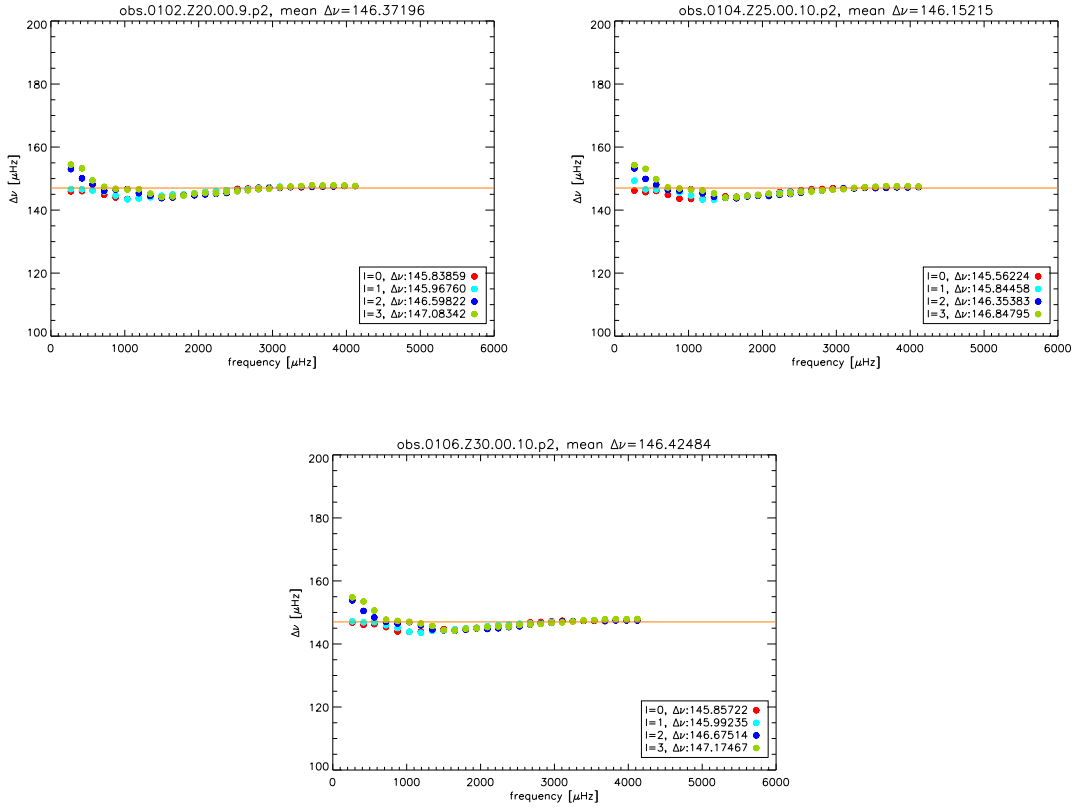 obs.0102.Z20.00.9.p2, mean Δν=146.37196
200
180
160
140
120
100
Δν [μHz]
l=0, Δν:145.83859
l=1, Δν:145.96760
l=2, Δν:146.59822
l=3, Δν:147.08342
0 1000 2000 3000 4000 5000 6000
frequency [μHz]
obs.0104.Z25.00.10.p2, mean Δν=146.15215
200
180
160
140
120
100
Δν [μHz]
l=0, Δν:145.56224
l=1, Δν:145.84458
l=2, Δν:146.35383
l=3, Δν:146.84795
0 1000 2000 3000 4000 5000 6000
frequency [μHz]
obs.0106.Z30.00.10.p2, mean Δν=146.42484
200
180
160
140
120
100
Δν [μHz]
l=0, Δν:145.85722
l=1, Δν:145.99235
l=2, Δν:146.67514
l=3, Δν:147.17467
0 1000 2000 3000 4000 5000 6000
frequency [μHz]